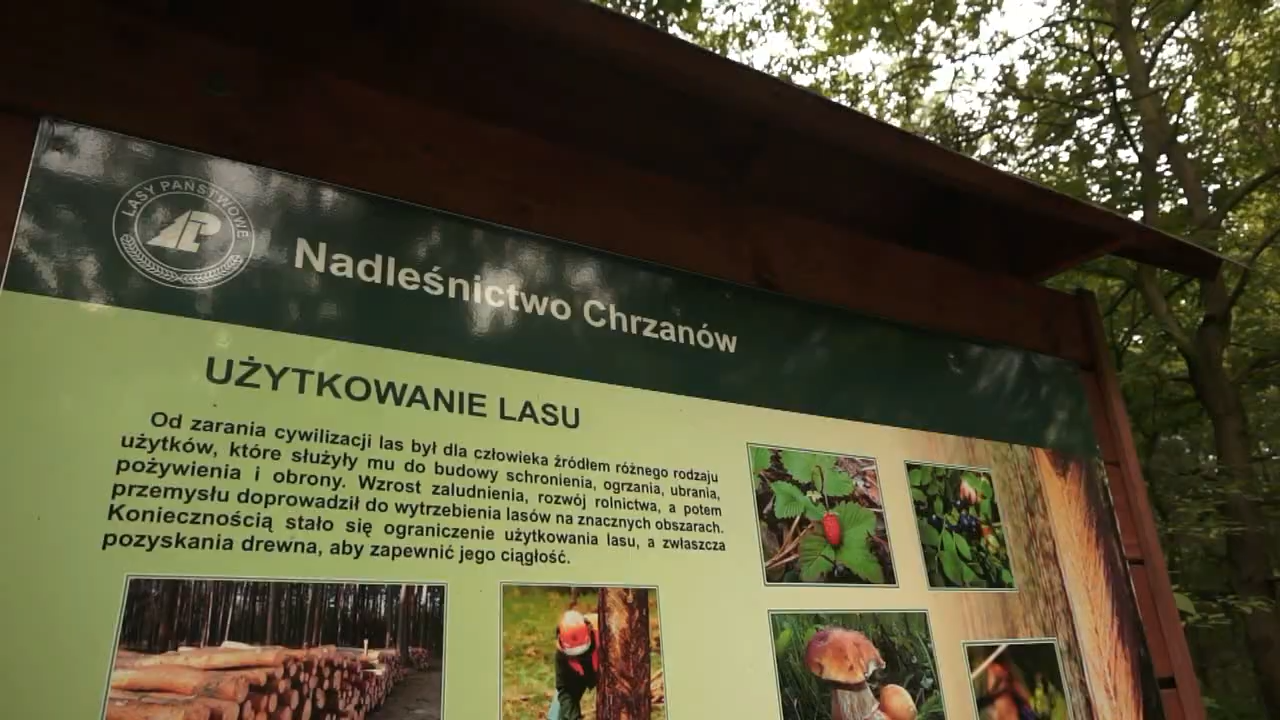 LASY PAŃSTWOWE
Nadleśnictwo Chrzanów
UŻYTKOWANIE LASU
Od zarania cywilizacji las był dla człowieka źródłem różnego rodzaju
użytków, które służyły mu do budowy schronienia, ogrzania, ubrania,
pożywienia i obrony. Wzrost zaludnienia, rozwój rolnictwa, a potem
przemysłu doprowadził do wytrzebienia lasów na znacznych obszarach.
Koniecznością stało się ograniczenie użytkowania lasu, a zwłaszcza
pozyskania drewna, aby zapewnić jego ciągłość.